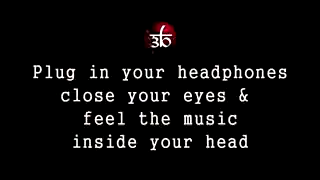 Plug in your headphones
close your eyes &
feel the music
inside your head